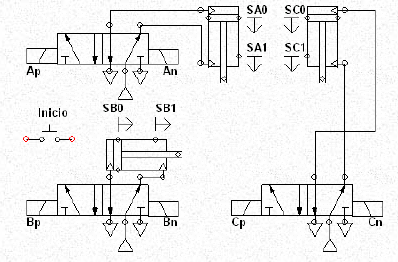 SA0 SC0
Ap An SA1 SC1
Inicio SB0 SB1
Bp Bn Cp Cn